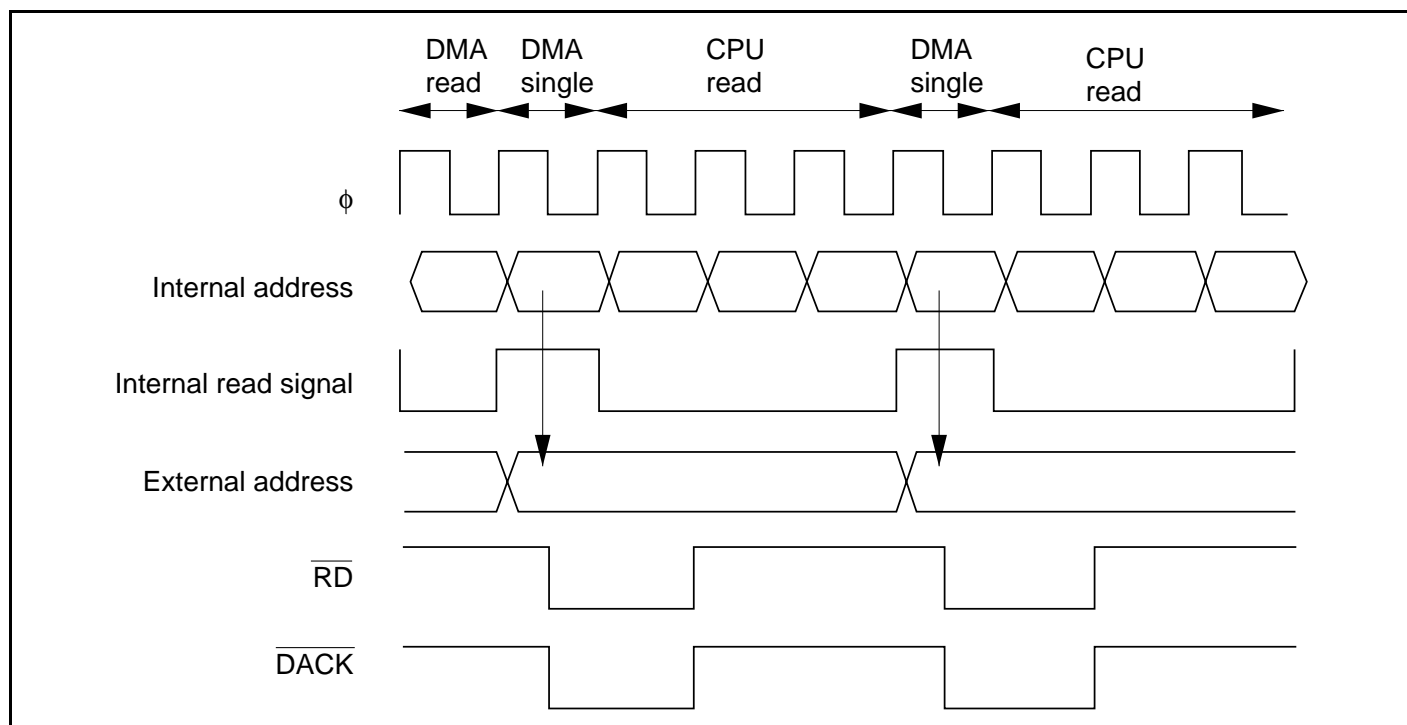 DMA read
DMA single
CPU read
DMA single
CPU read
ϕ
Internal address
Internal read signal
External address
RD
DACK